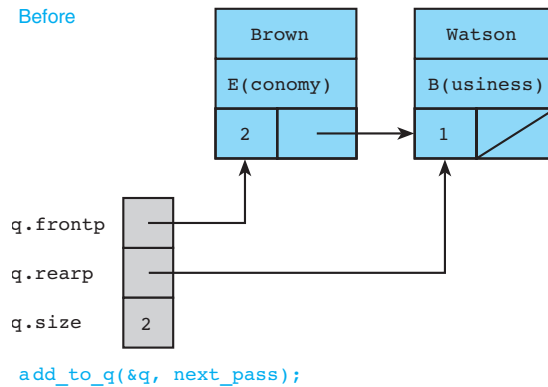 Before
Brown
Watson
E(conomy)
B(usiness)
2
1
q.frontp
q.rearp
q.size
2
add_to_q(&q, next_pass);